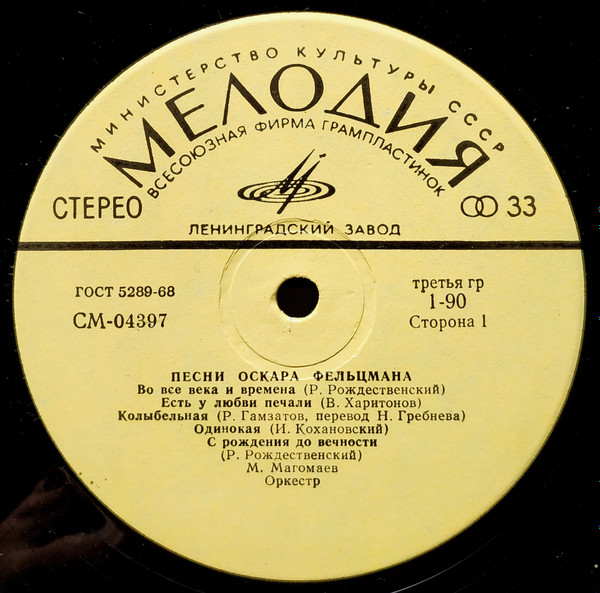 МИНИСТЕРСТВО КУЛЬТУРЫ СССР
МЕЛОДИЯ
ВСЕСОЮЗНАЯ ФИРМА ГРАМПЛАСТИНОК
СТЕРЕО
33
ЛЕНИНГРАДСКИЙ ЗАВОД
ГОСТ 5289-68
СМ-04397
третья гр
1-90
Сторона 1
ПЕСНИ ОСКАРА ФЕЛЬЦМАНА
Во все века и времена (Р. Рождественский)
Есть у любви печали (В. Харитонов)
Колыбельная (Р. Гамзатов, перевод Н. Гребнева)
Одинокая (И. Кохановский)
С рождения до вечности
(Р. Рождественский)
М. Магомаев
Оркестр